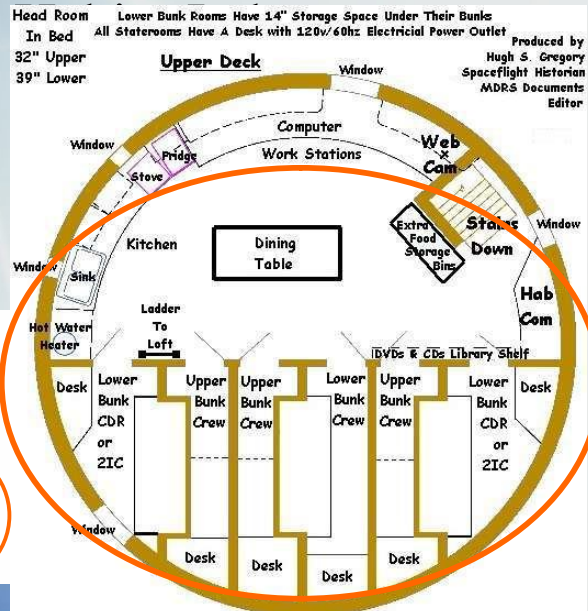 Head Room
In Bed
32" Upper
39" Lower
Lower Bunk Rooms Have 14" Storage Space Under Their Bunks
All Staterooms Have A Desk with 120v/60hz Electricial Power Outlet
Produced by
Hugh S. Gregory
Spaceflight Historian
MDRS Documents
Editor
Upper Deck
Window
Window
Computer
Work Stations
Web
x
Cam
Fridge
Stove
Stairs
Down
Window
Extra
Food
Storage
Bins
Kitchen
Dining
Table
Window
Sink
Hab
Com
Hot Water
Heater
Ladder
To
Loft
DVDs & CDs Library Shelf
Desk
Lower
Bunk
CDR
or
2IC
Upper
Bunk
Crew
Upper
Bunk
Crew
Lower
Bunk
Crew
Upper
Bunk
Crew
Lower
Bunk
CDR
or
2IC
Desk
Window
Desk
Desk
Desk
Desk